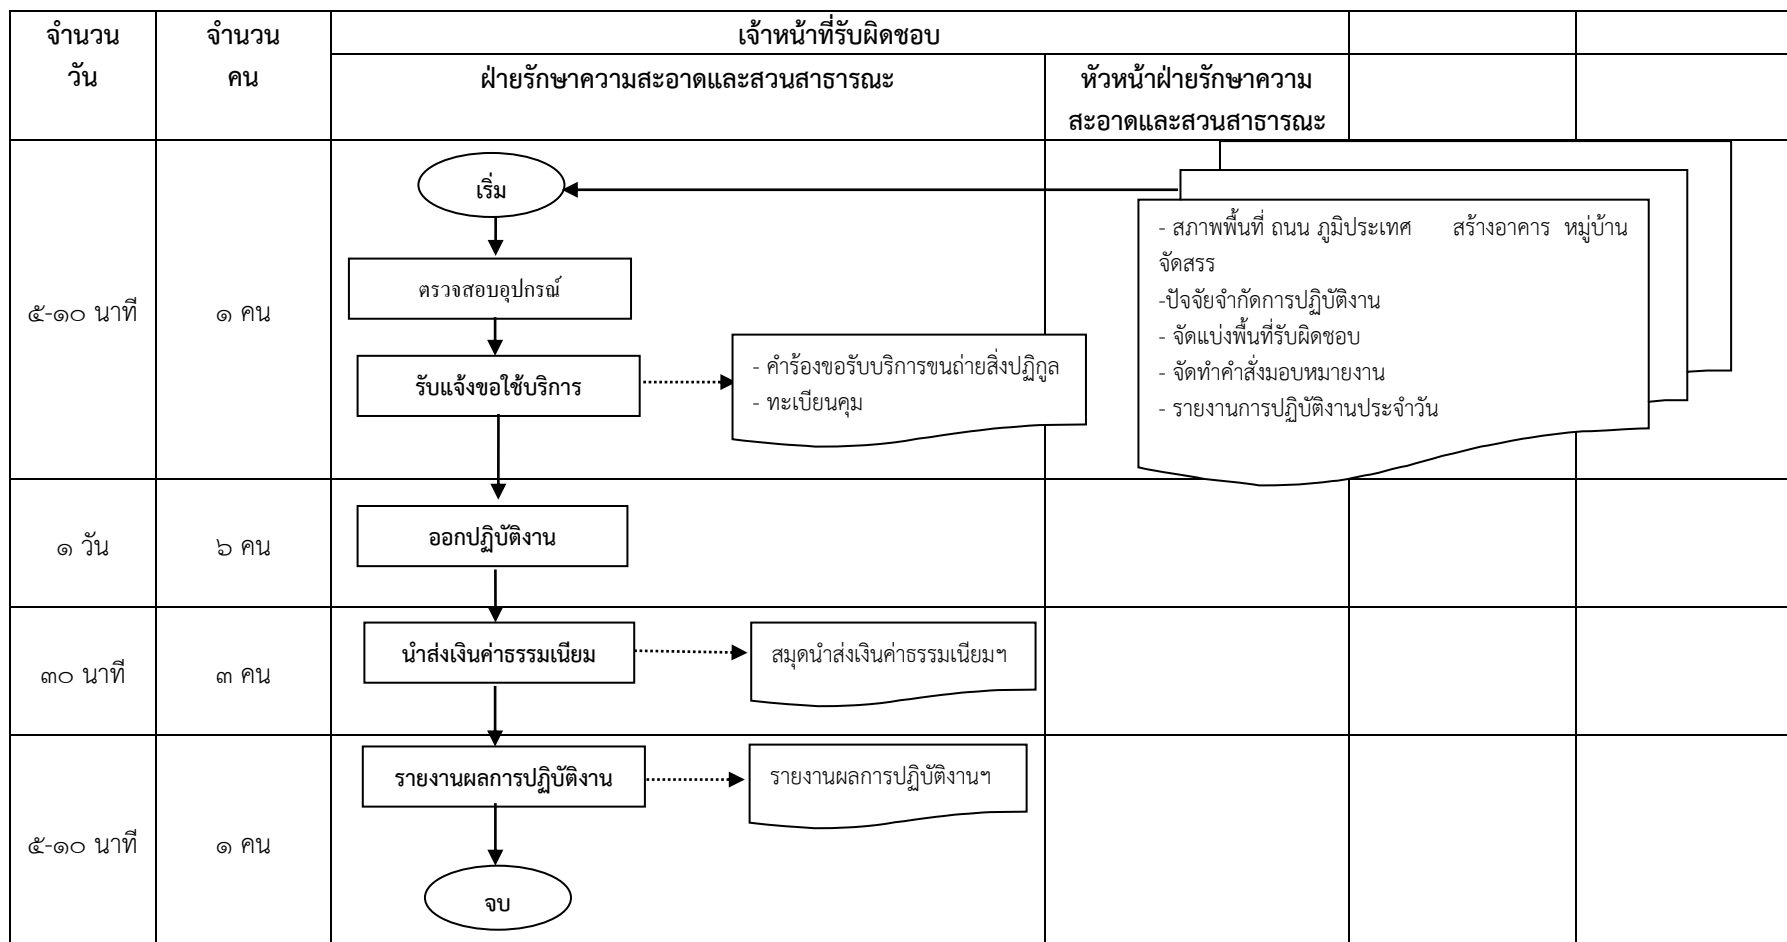 จำนวน
วัน
จำนวน
คน
เจ้าหน้าที่รับผิดชอบ
ฝ่ายรักษาความสะอาดและสวนสาธารณะ
หัวหน้าฝ่ายรักษาความ
สะอาดและสวนสาธารณะ
๕-๑๐ นาที
๑ คน
เริ่ม
ตรวจสอบอุปกรณ์
รับแจ้งขอใช้บริการ
- คำร้องขอรับบริการขนถ่ายสิ่งปฏิกูล
- ทะเบียนคุม
- สภาพพื้นที่ ถนน ภูมิประเทศ สร้างอาคาร หมู่บ้าน
จัดสรร
-ปัจจัยจำกัดการปฏิบัติงาน
- จัดแบ่งพื้นที่รับผิดชอบ
- จัดทำคำสั่งมอบหมายงาน
- รายงานการปฏิบัติงานประจำวัน
๑ วัน
๖ คน
ออกปฏิบัติงาน
๓๐ นาที
๓ คน
นำส่งเงินค่าธรรมเนียม
สมุดนำส่งเงินค่าธรรมเนียมฯ
๕-๑๐ นาที
๑ คน
รายงานผลการปฏิบัติงาน
รายงานผลการปฏิบัติงานฯ
จบ